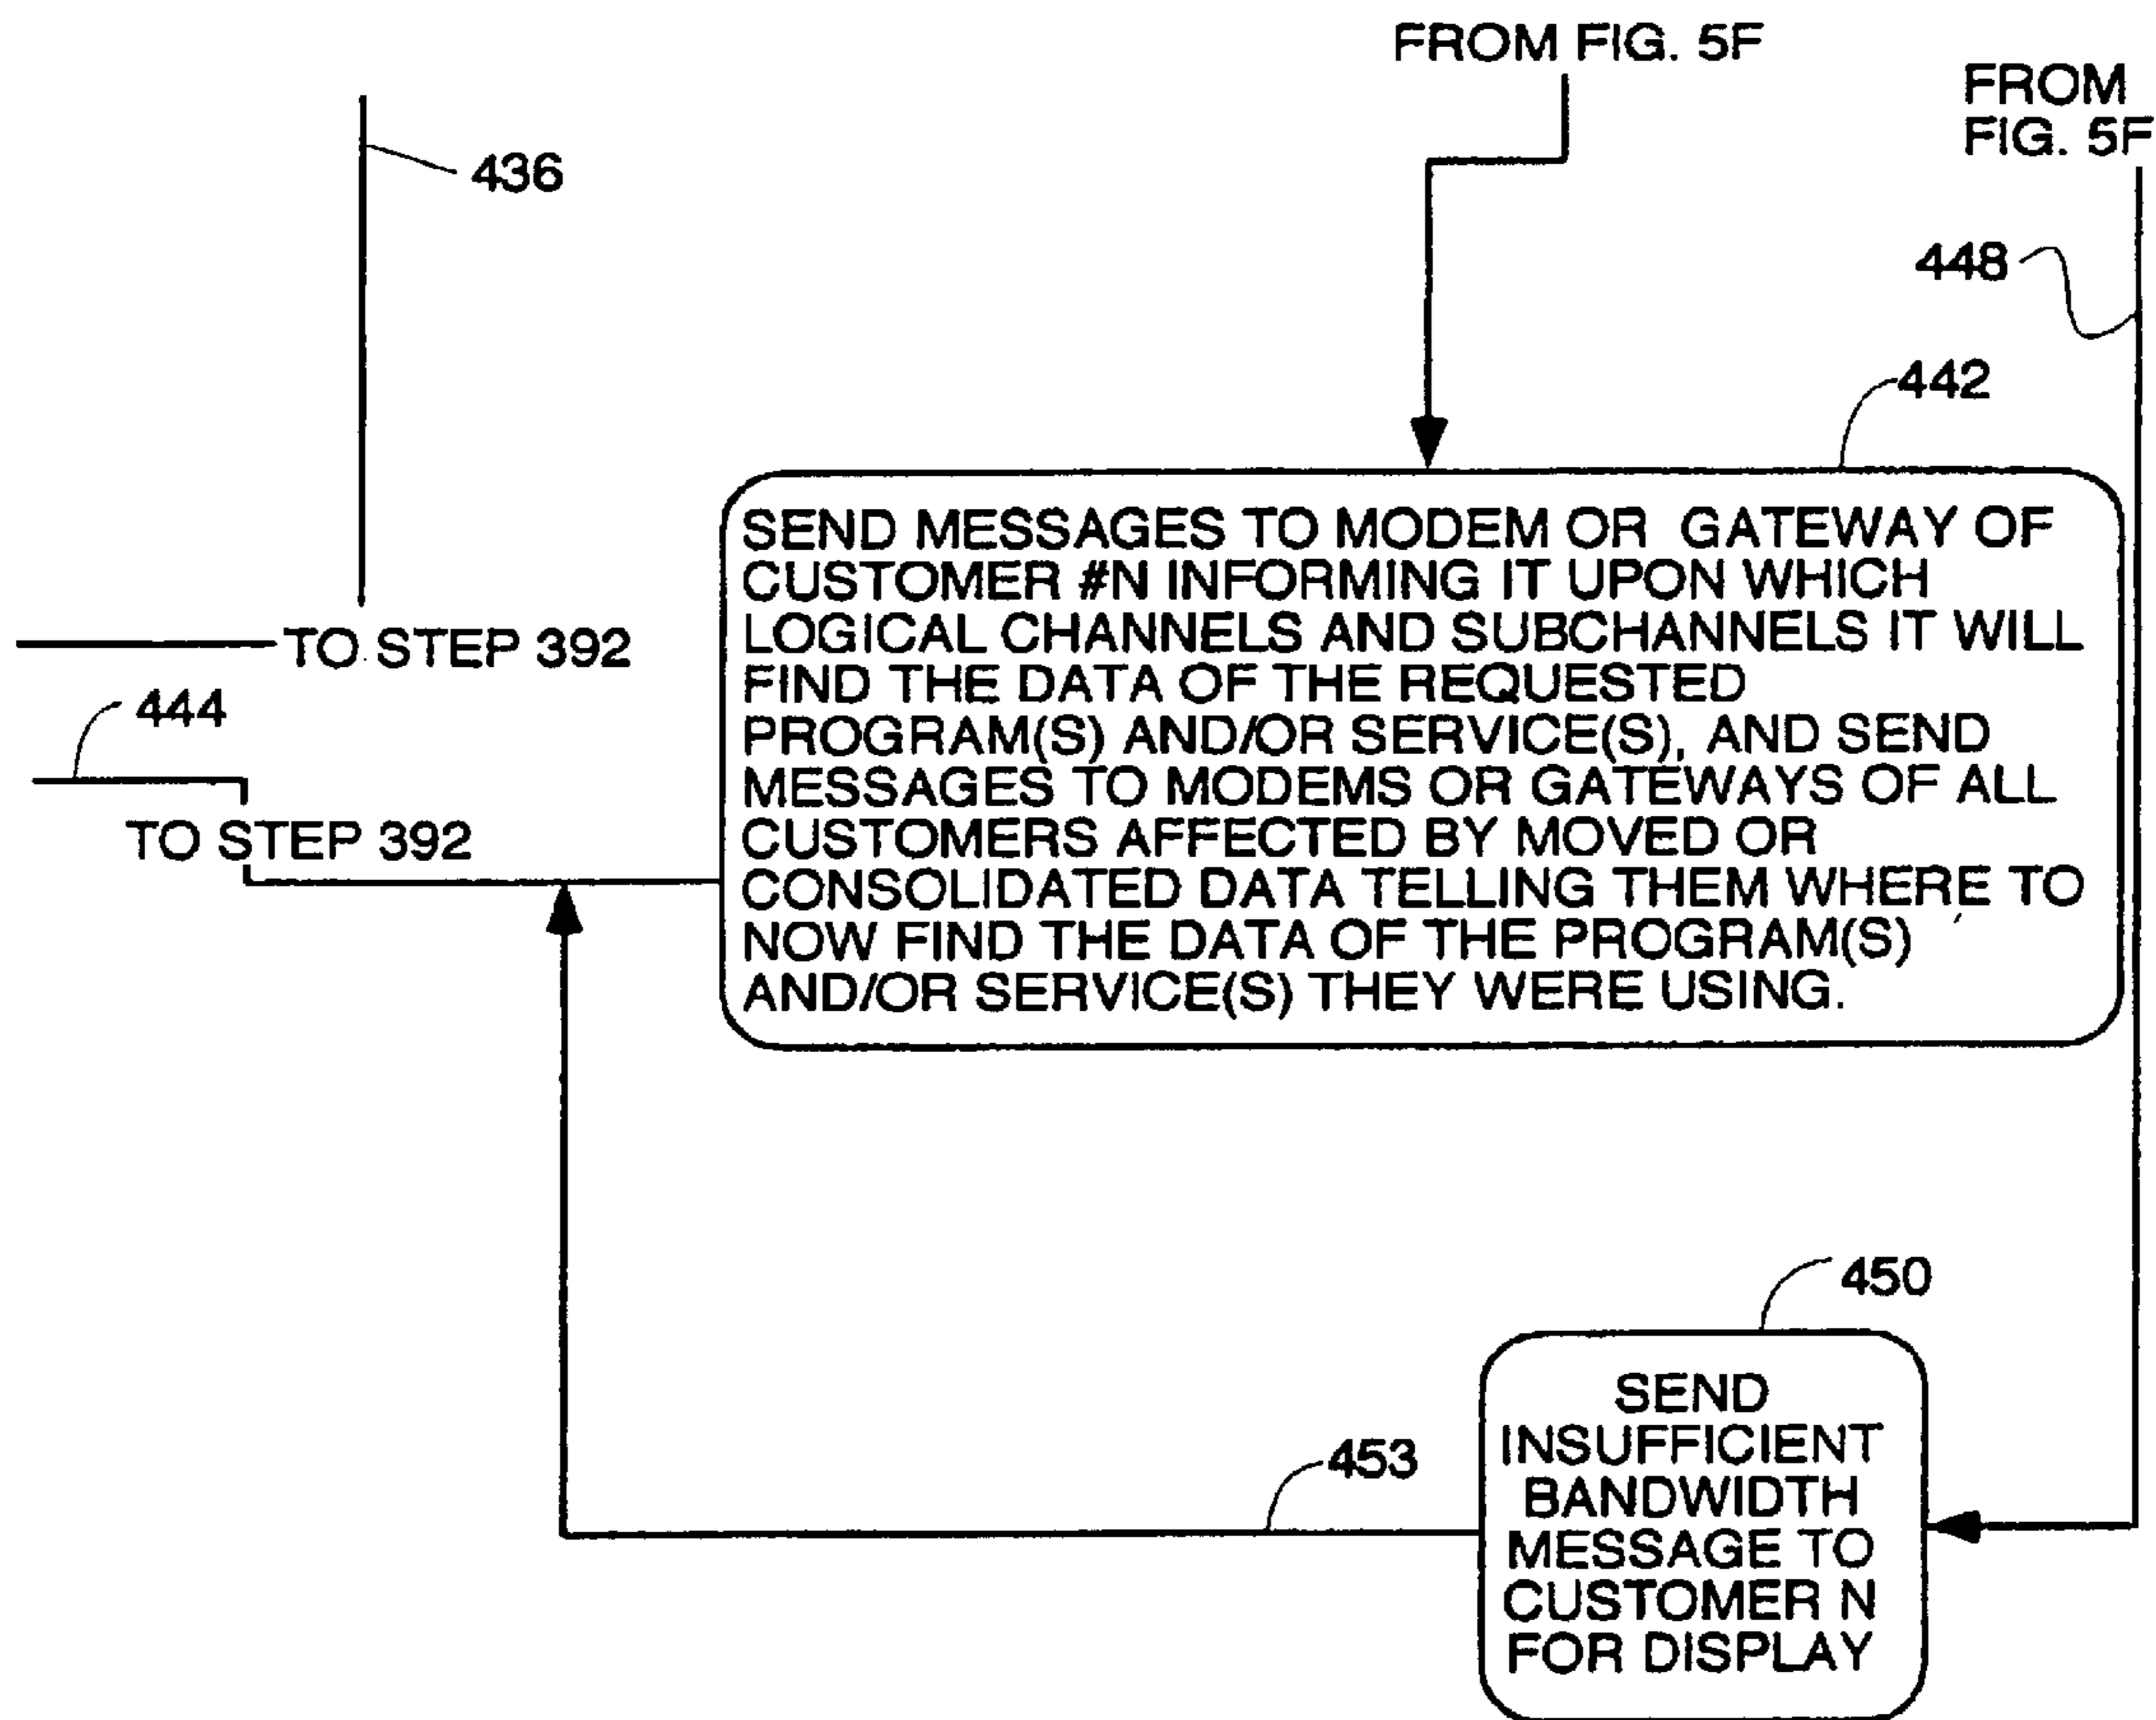 FROM FIG. 5F
FROM
FIG. 5F
436
448
442
SEND MESSAGES TO MODEM OR GATEWAY OF
CUSTOMER #N INFORMING IT UPON WHICH
LOGICAL CHANNELS AND SUBCHANNELS IT WILL
FIND THE DATA OF THE REQUESTED
PROGRAM(S) AND/OR SERVICE(S), AND SEND
MESSAGES TO MODEMS OR GATEWAYS OF ALL
CUSTOMERS AFFECTED BY MOVED OR
CONSOLIDATED DATA TELLING THEM WHERE TO
NOW FIND THE DATA OF THE PROGRAM(S)
AND/OR SERVICE(S) THEY WERE USING.
TO STEP 392
444
TO STEP 392
450
SEND
INSUFFICIENT
BANDWIDTH
MESSAGE TO
CUSTOMER N
FOR DISPLAY
453